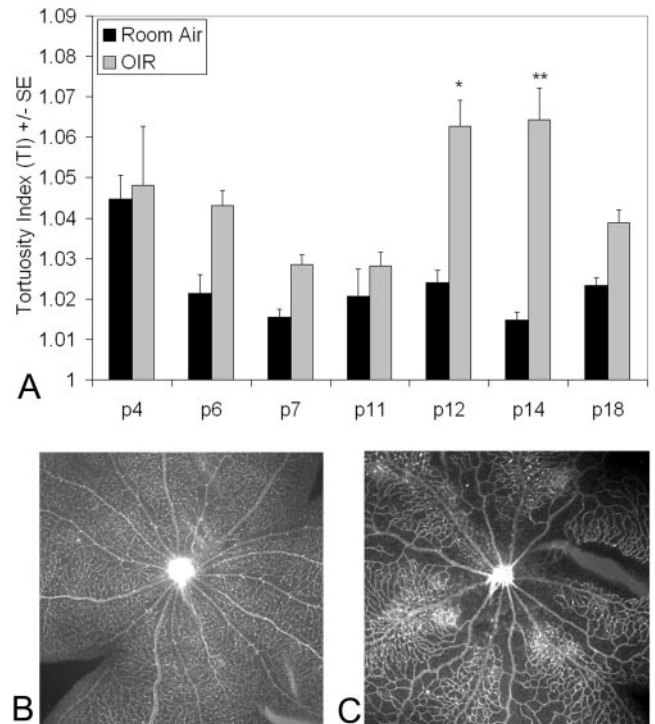 1.09
1.08
1.07
1.06
1.05
1.04
1.03
1.02
1.01
1
Tortuosity Index (TI) +/- SE
Room Air
OIR
*
**
p4 p6 p7 p11 p12 p14 p18
A
B
C